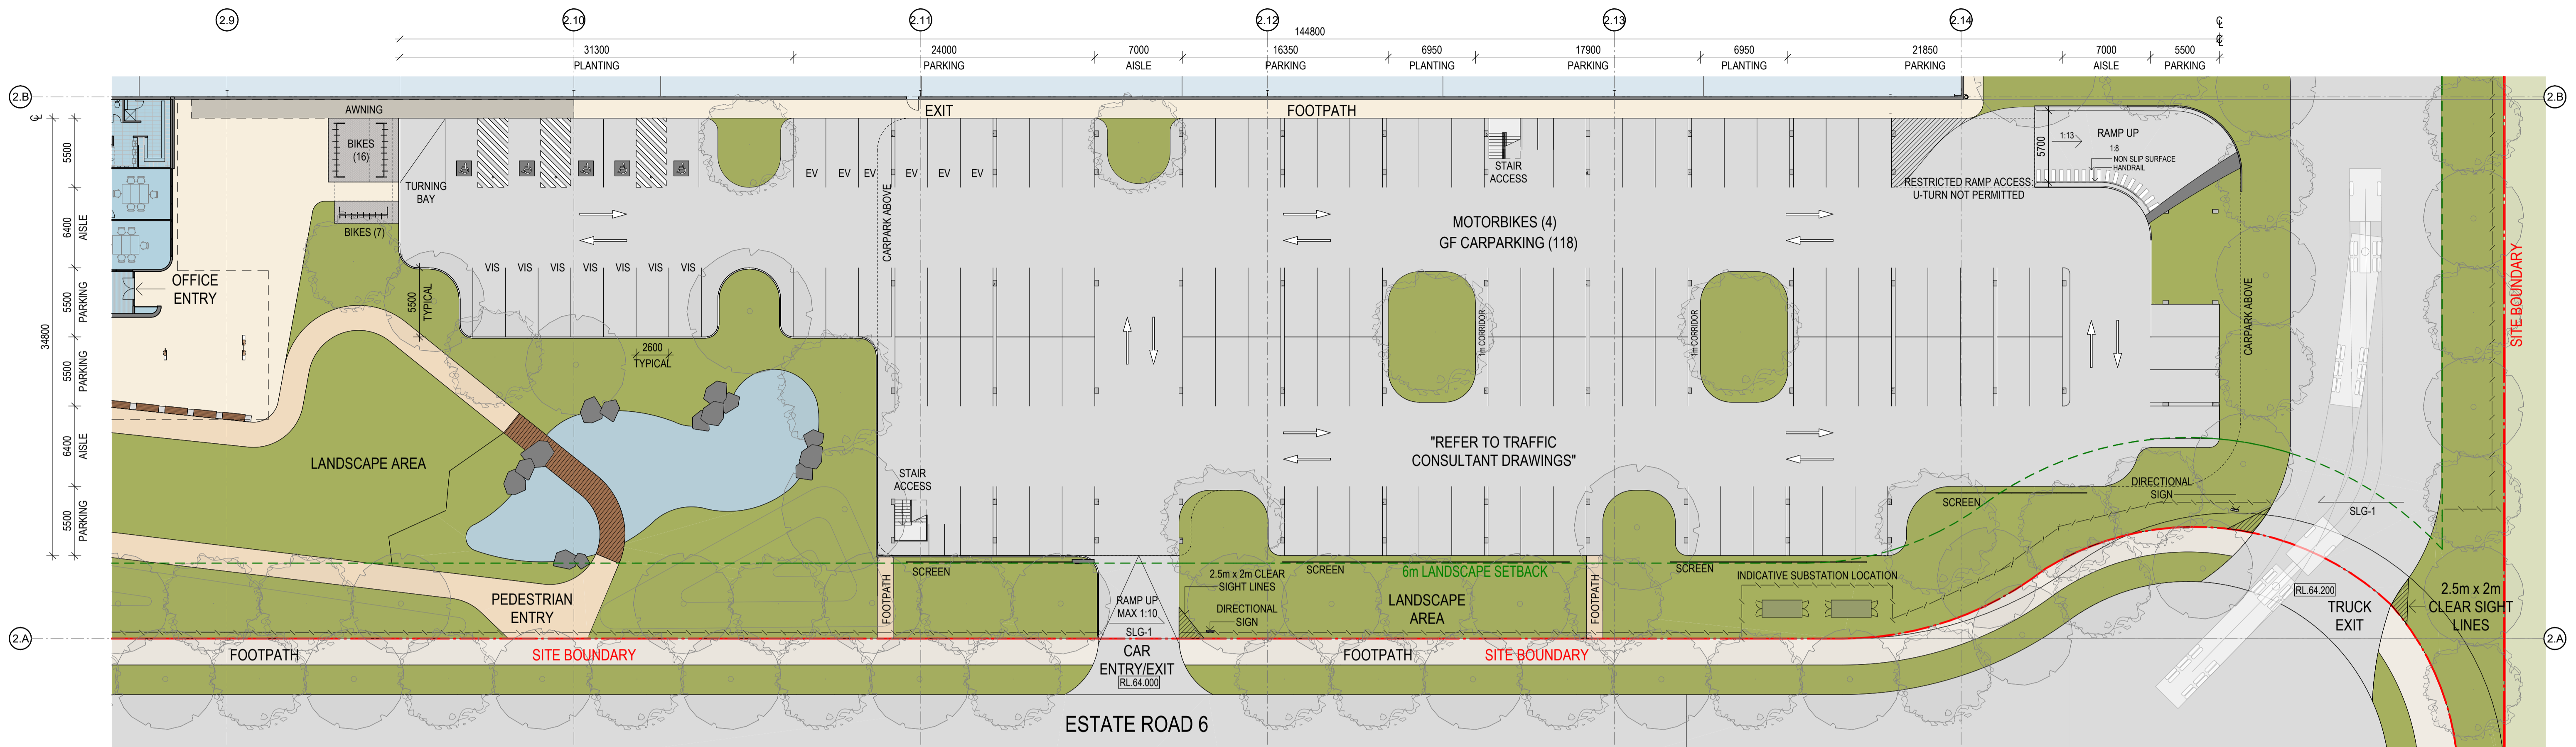 2.9
2.10
2.11
2.12
2.13
2.14
144800
31300
24000
7000
16350
6950
17900
6950
21850
7000
5500
PLANTING
PARKING
AISLE
PARKING
PLANTING
PARKING
PLANTING
PARKING
AISLE
PARKING
2.B
2.B
AWNING
EXIT
FOOTPATH
BIKES
(16)
TURNING
BAY
BIKES (7)
EV
EV
EV
EV
EV
EV
CARPARK ABOVE
STAIR
ACCESS
MOTORBIKES (4)
GF CARPARKING (118)
RESTRICTED RAMP ACCESS:
U-TURN NOT PERMITTED
5700
1:13
RAMP UP
1:8
NON SLIP SURFACE
HANDRAIL
34800
5500
6400
AISLE
5500
PARKING
5500
PARKING
6400
AISLE
5500
PARKING
OFFICE
ENTRY
VIS
VIS
VIS
VIS
VIS
VIS
VIS
5500
TYPICAL
2600
TYPICAL
1m CORRIDOR
1m CORRIDOR
CARPARK ABOVE
SITE BOUNDARY
LANDSCAPE AREA
STAIR
ACCESS
"REFER TO TRAFFIC
CONSULTANT DRAWINGS"
SCREEN
DIRECTIONAL
SIGN
SLG-1
SCREEN
2.5m x 2m CLEAR
SIGHT LINES
DIRECTIONAL
SIGN
SCREEN
6m LANDSCAPE SETBACK
SCREEN
INDICATIVE SUBSTATION LOCATION
LANDSCAPE
AREA
PEDESTRIAN
ENTRY
FOOTPATH
RAMP UP
MAX 1:10
SLG-1
FOOTPATH
RL.64.200
TRUCK
EXIT
2.5m x 2m
CLEAR SIGHT
LINES
2.A
2.A
FOOTPATH
SITE BOUNDARY
CAR
ENTRY/EXIT
RL.64.000
FOOTPATH
SITE BOUNDARY
ESTATE ROAD 6